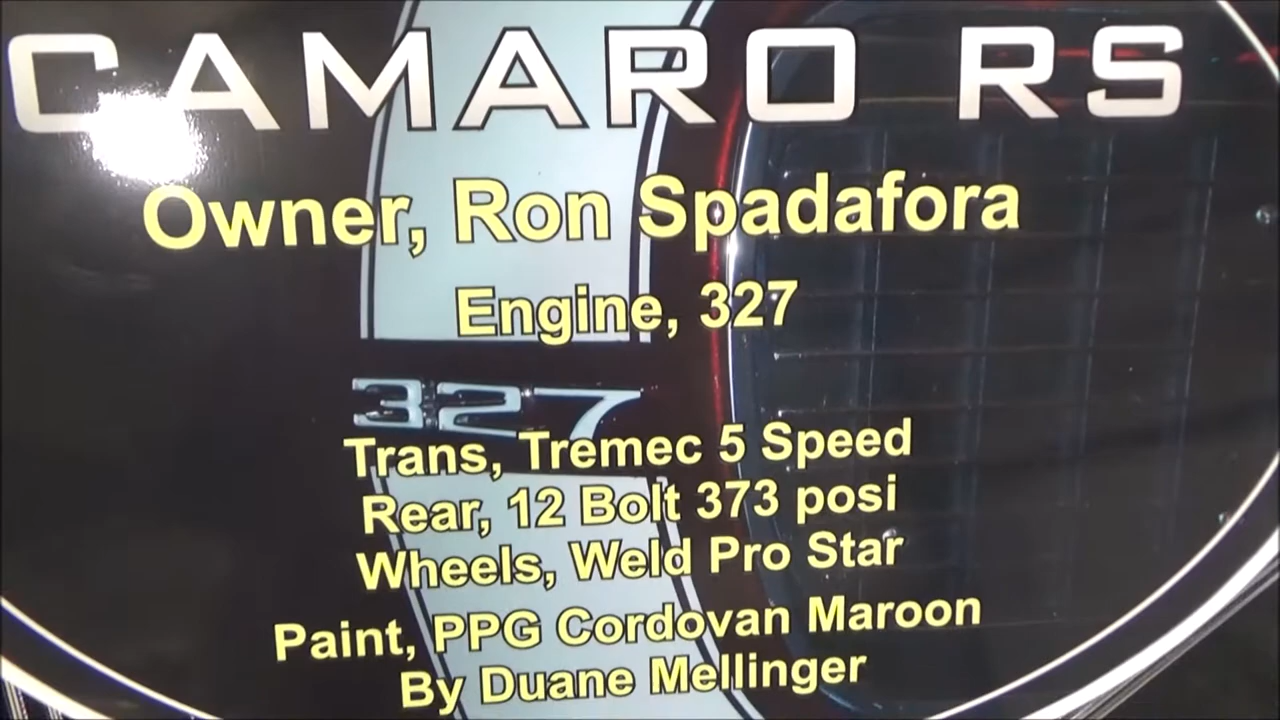 CAMARO RS
Owner, Ron Spadafora
Engine, 327
327
Trans, Tremec 5 Speed
Rear, 12 Bolt 373 posi
Wheels, Weld Pro Star
Paint, PPG Cordovan Maroon
By Duane Mellinger